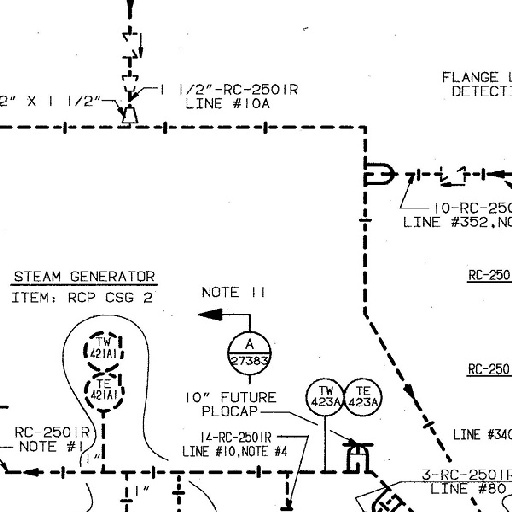 1 1/2"-RC-2501R
LINE #10A
2" X 1 1/2"
FLANGE
10-RC-250
LINE #352,
STEAM GENERATOR
ITEM: RCP CSG 2
NOTE 11
RC-250
TW
421A1
TE
421A1
A
27383
RC-250
10" FUTURE
PLOCAP
TW
423A
TE
423A
RC-2501R
NOTE #1
14-RC-2501R
LINE #10,NOTE #4
LINE #340
1"
3-RC-2501R
LINE #80
1"